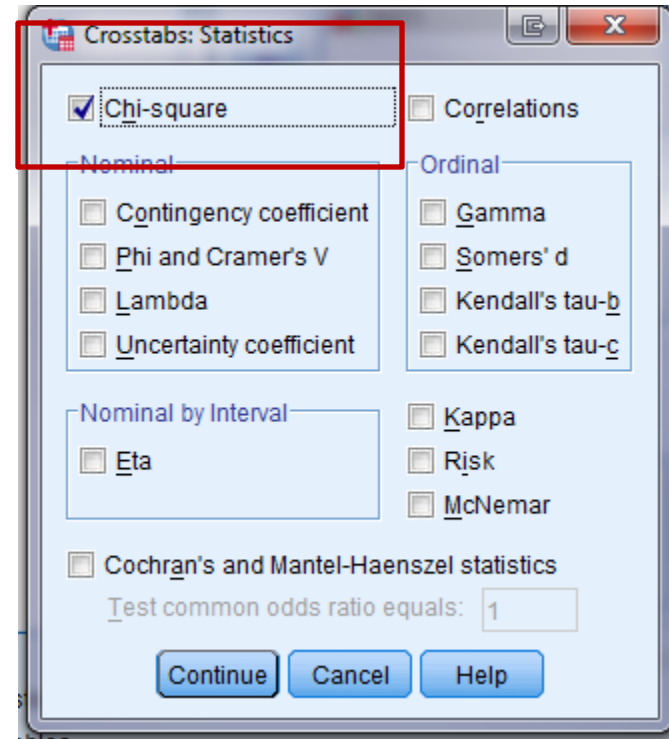 Crosstabs: Statistics
Chi-square
Correlations
Nominal
Contingency coefficient
Phi and Cramer's V
Lambda
Uncertainty coefficient
Ordinal
Gamma
Somers' d
Kendall's tau-b
Kendall's tau-c
Nominal by Interval
Eta
Kappa
Risk
McNemar
Cochran's and Mantel-Haenszel statistics
Test common odds ratio equals: 1
Continue Cancel Help